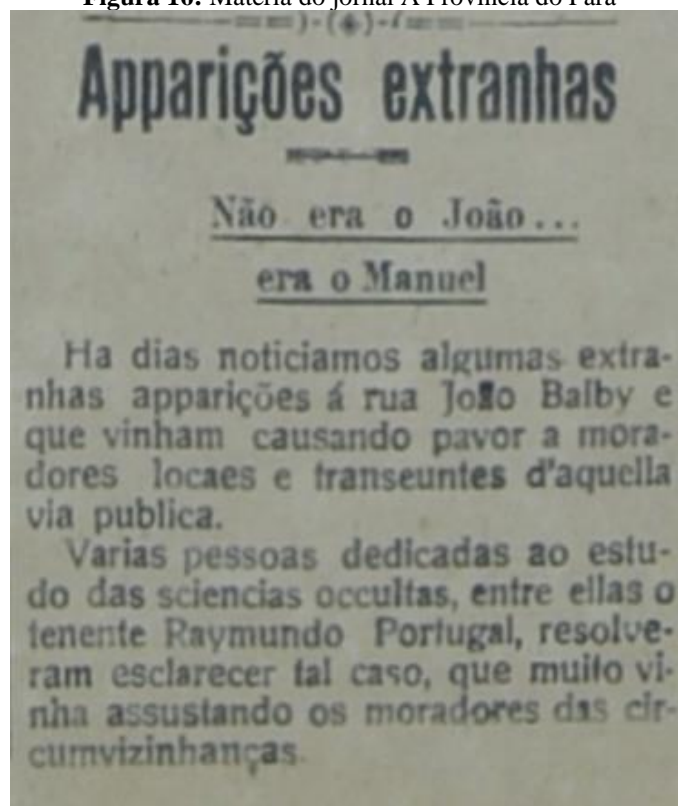 Figura 16: Matéria do jornal A Província do Pará
Apparições extranhas
Não era o João...
era o Manuel
Ha dias noticiamos algumas extra-
nhas apparições á rua João Balby e
que vinham causando pavor a mora-
dores locaes e transeuntes d'aquella
via publica.
Varias pessoas dedicadas ao estu-
do das sciencias occultas, entre ellas o
tenente Raymundo Portugal, resolve-
ram esclarecer tal caso, que muito vi-
nha assustando os moradores das cir-
cumvizinhanças.